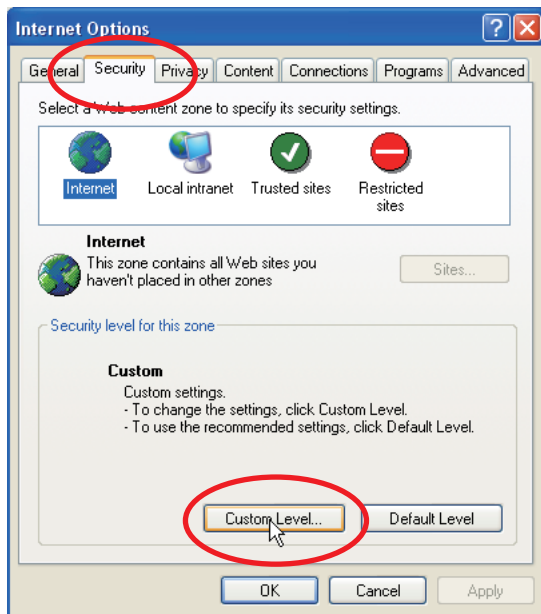 Internet Options
General Security Privacy Content Connections Programs Advanced
Select a Web content zone to specify its security settings.
Internet Local intranet Trusted sites Restricted sites
Internet
This zone contains all Web sites you
haven't placed in other zones
Sites...
Security level for this zone
Custom
Custom settings.
- To change the settings, click Custom Level.
- To use the recommended settings, click Default Level.
Custom Level... Default Level
OK Cancel Apply